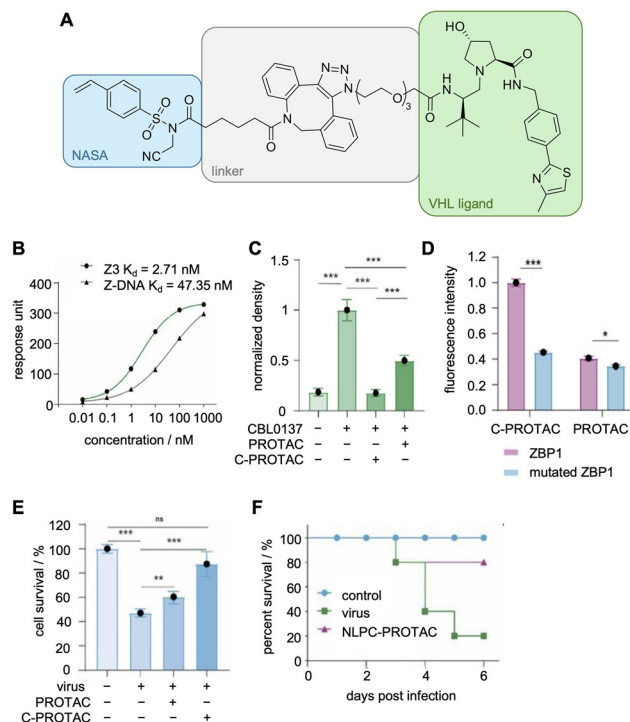 A
HO
N=N
N
N
O
3
O
H
N
N
O
NH
S
O
O
N
O
NC
O
N
NASA
linker
N
S
VHL ligand
B
Z3 Kd = 2.71 nM
Z-DNA Kd = 47.35 nM
response unit
400
300
200
100
0
0.01 0.1 1 10 100 1000
concentration / nM
C
normalized density
1.5
1
0.5
0
***
***
***
***
CBL0137 – + + +
PROTAC – – – +
C-PROTAC – – + –
D
fluorescence intensity
1.2
1.0
0.8
0.6
0.4
0.2
0.0
***
*
C-PROTAC PROTAC
ZBP1
mutated ZBP1
E
cell survival / %
120
100
80
60
40
20
0
ns
***
***
**
virus – + + +
PROTAC – – + –
C-PROTAC – – – +
F
percent survival / %
100
80
60
40
20
0
control
virus
NLPC-PROTAC
0 2 4 6
days post infection